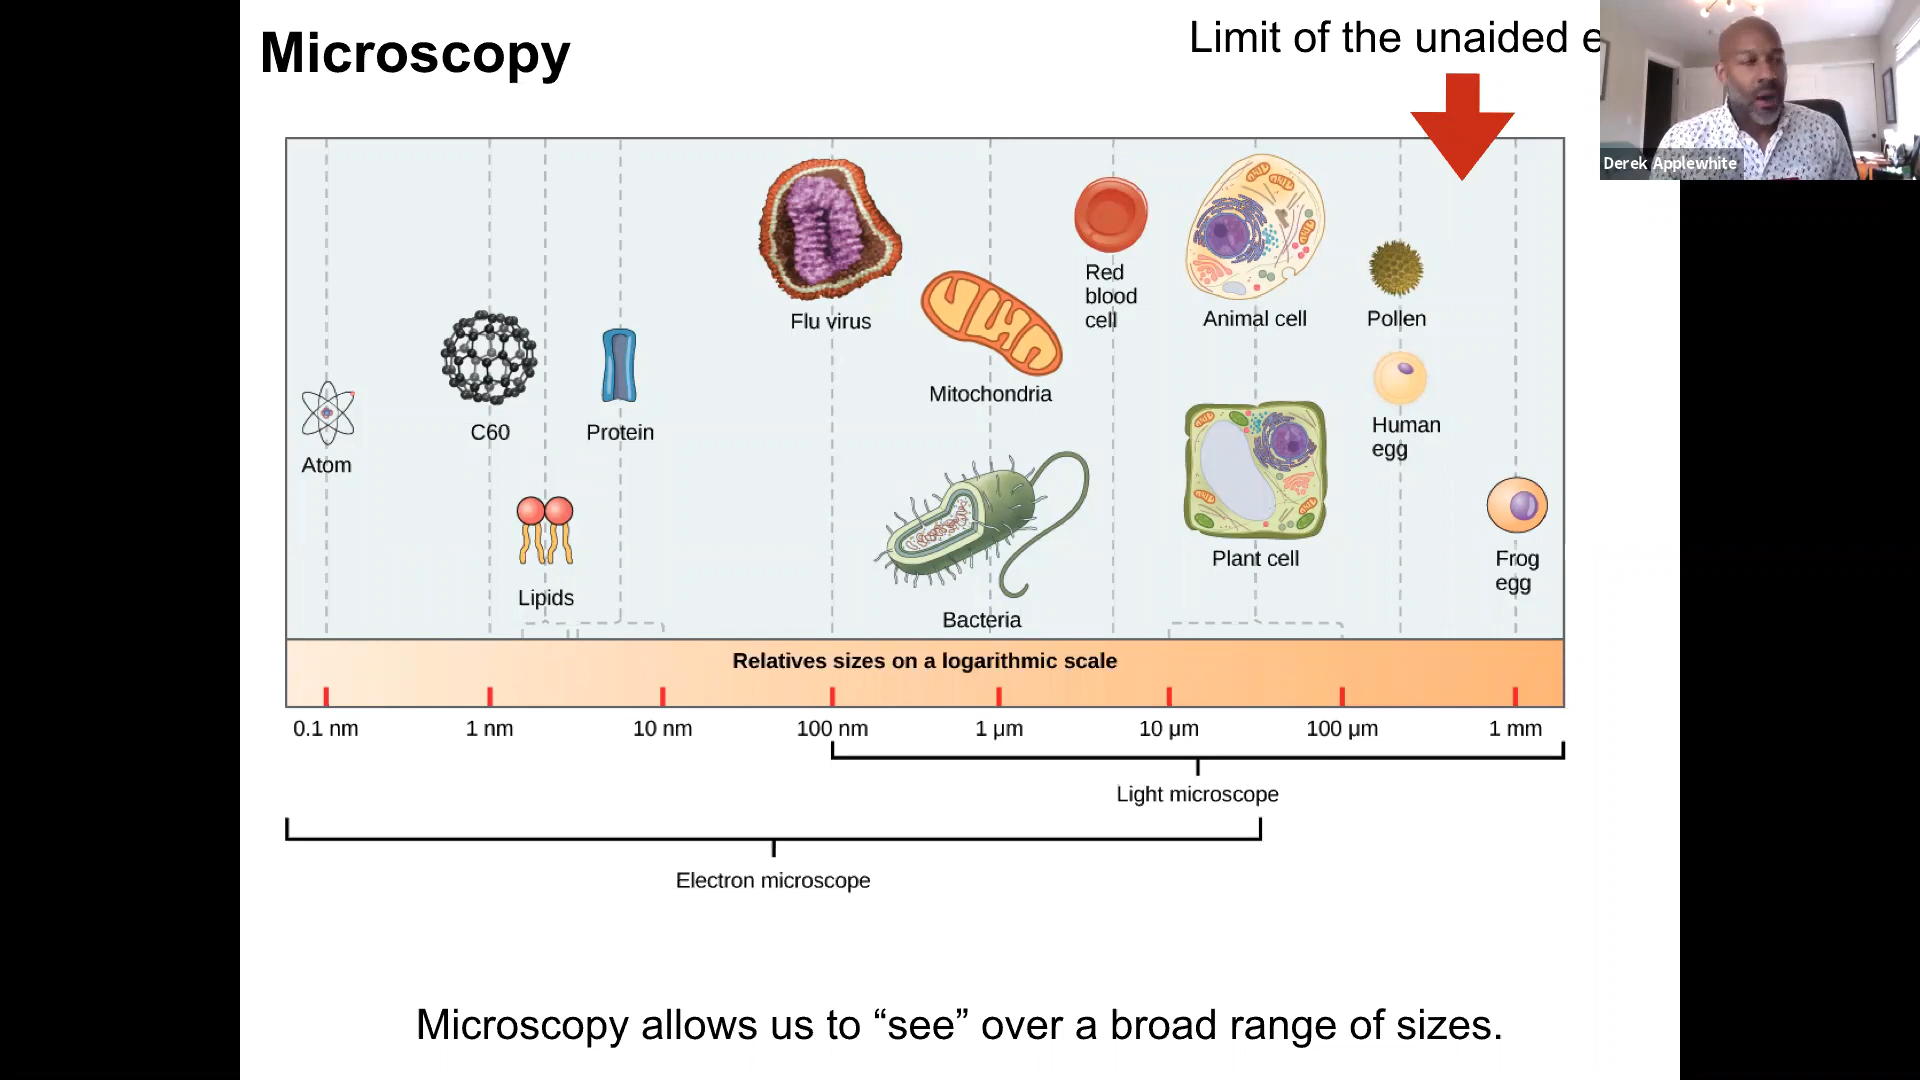 Microscopy
Limit of the unaided e
Derek Applewhite
Flu virus
Red
blood
cell
Animal cell
Pollen
Mitochondria
C60
Protein
Human
egg
Atom
Plant cell
Frog
egg
Lipids
Bacteria
Relatives sizes on a logarithmic scale
0.1 nm 1 nm 10 nm 100 nm 1 µm 10 µm 100 µm 1 mm
Light microscope
Electron microscope
Microscopy allows us to “see” over a broad range of sizes.